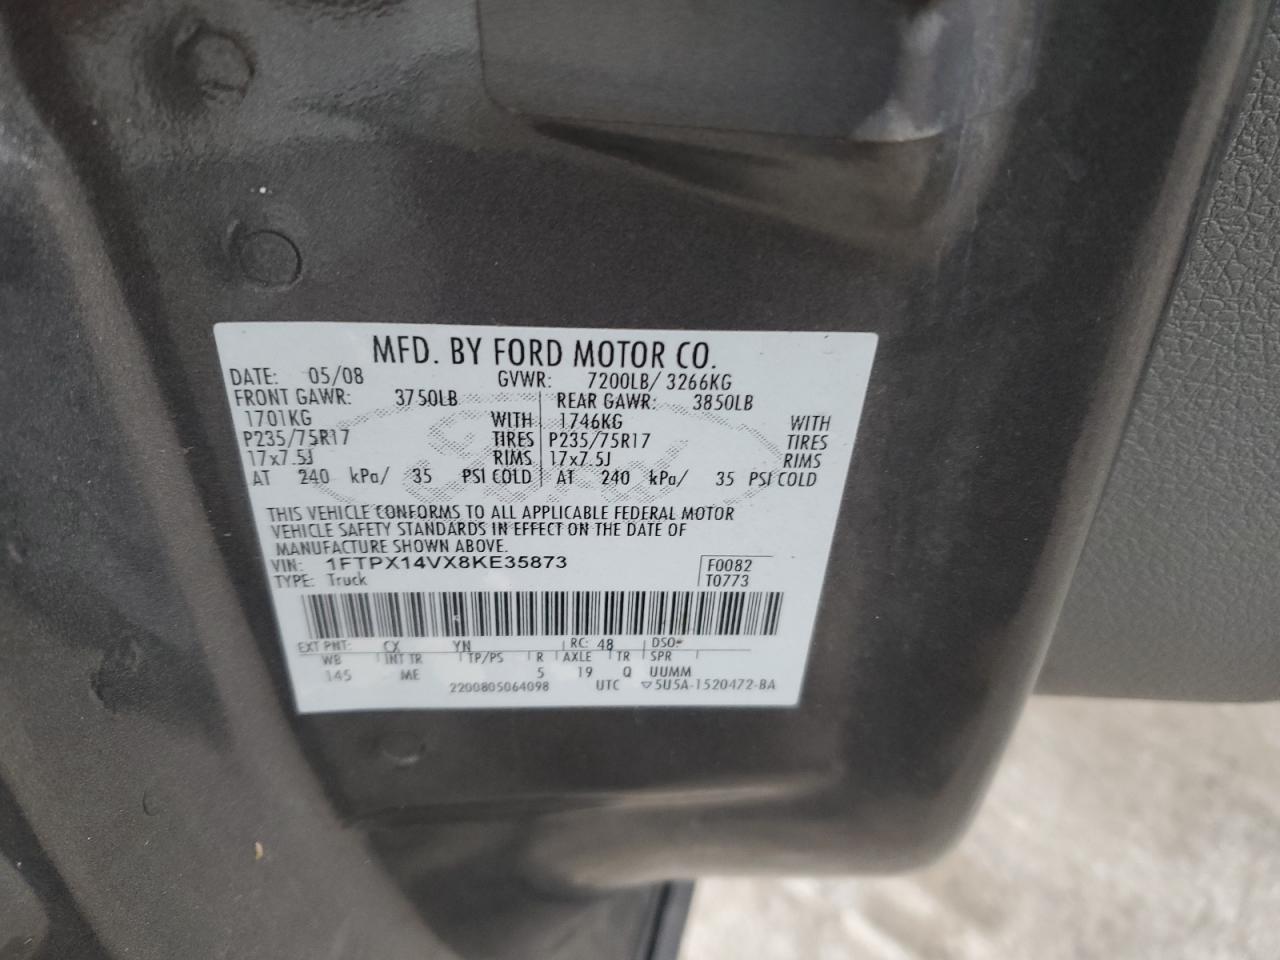 MFD. BY FORD MOTOR CO.
DATE: 05/08 GVWR: 7200LB/ 3266KG
FRONT GAWR: 3750LB REAR GAWR: 3850LB
1701KG WITH 1746KG WITH
P235/75R17 TIRES P235/75R17 TIRES
17x7.5J RIMS 17x7.5J RIMS
AT 240 kPa/ 35 PSI COLD AT 240 kPa/ 35 PSI COLD
THIS VEHICLE CONFORMS TO ALL APPLICABLE FEDERAL MOTOR
VEHICLE SAFETY STANDARDS IN EFFECT ON THE DATE OF
MANUFACTURE SHOWN ABOVE.
VIN: 1FTPX14VX8KE35873 F0082
TYPE: Truck T0773
EXT PNT: CX YN RC: 48 DSO:
WB INT TR TP/PS R AXLE TR SPR
145 ME 5 19 Q UUMM
2200805064098 UTC ▽5U5A-1520472-BA